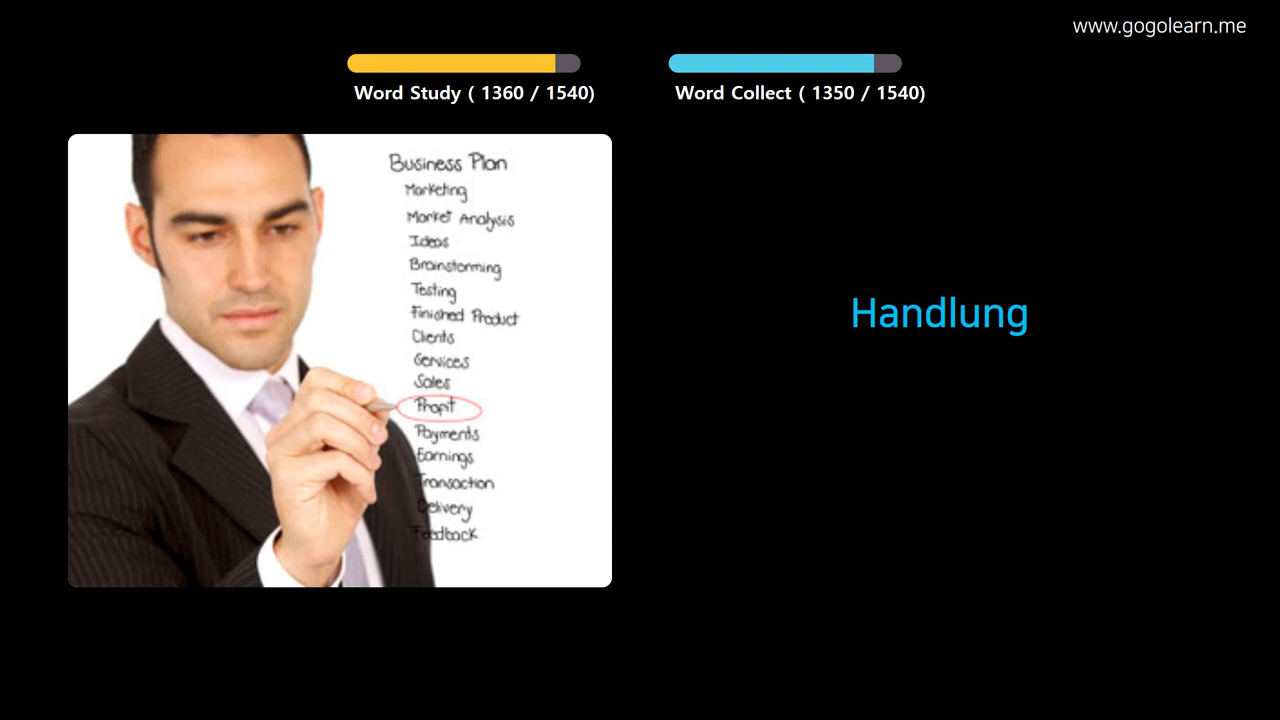 www.gogolearn.me
Word Study ( 1360 / 1540)
Word Collect ( 1350 / 1540)
Business Plan
Marketing
Market Analysis
Ideas
Brainstorming
Testing
Finished Product
Clients
Services
Sales
Profit
Payments
Earnings
Transaction
Delivery
Feedback
Handlung